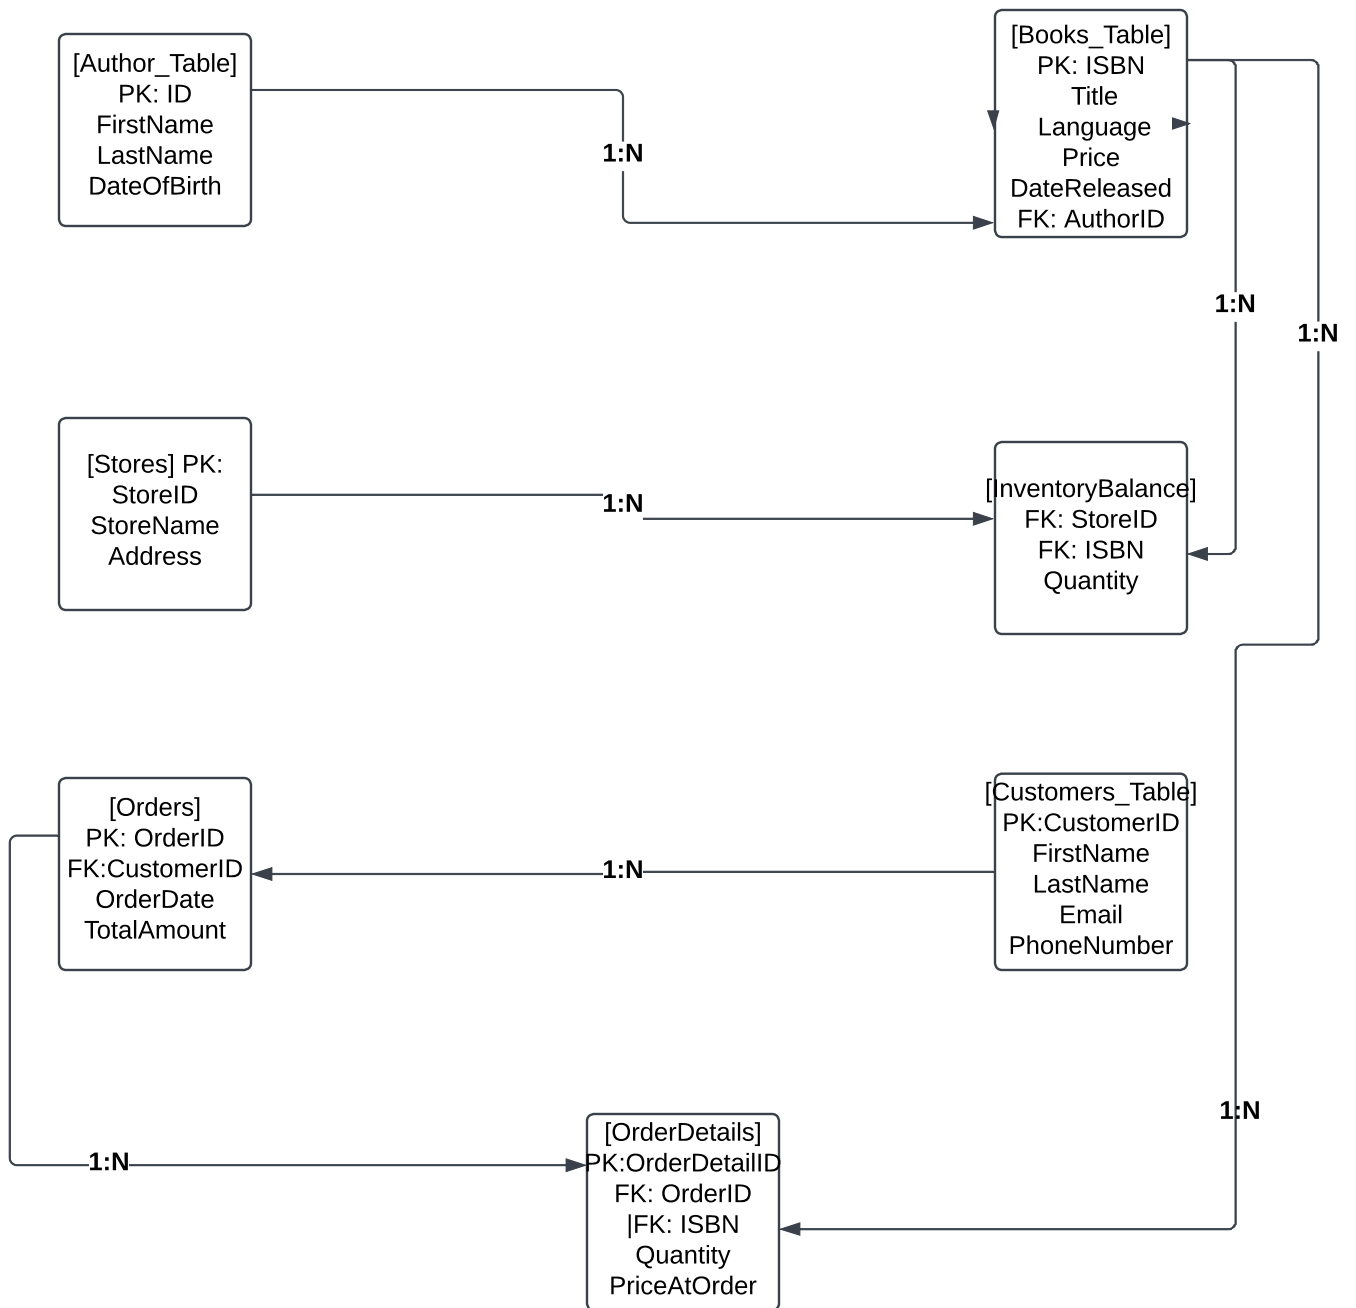 [Author_Table]
PK: ID
FirstName
LastName
DateOfBirth
1:N
[Books_Table]
PK: ISBN
Title
Language
Price
DateReleased
FK: AuthorID
1:N
1:N
[Stores] PK:
StoreID
StoreName
Address
1:N
[InventoryBalance]
FK: StoreID
FK: ISBN
Quantity
[Orders]
PK: OrderID
FK:CustomerID
OrderDate
TotalAmount
1:N
[Customers_Table]
PK:CustomerID
FirstName
LastName
Email
PhoneNumber
1:N
1:N
[OrderDetails]
PK:OrderDetailID
FK: OrderID
|FK: ISBN
Quantity
PriceAtOrder